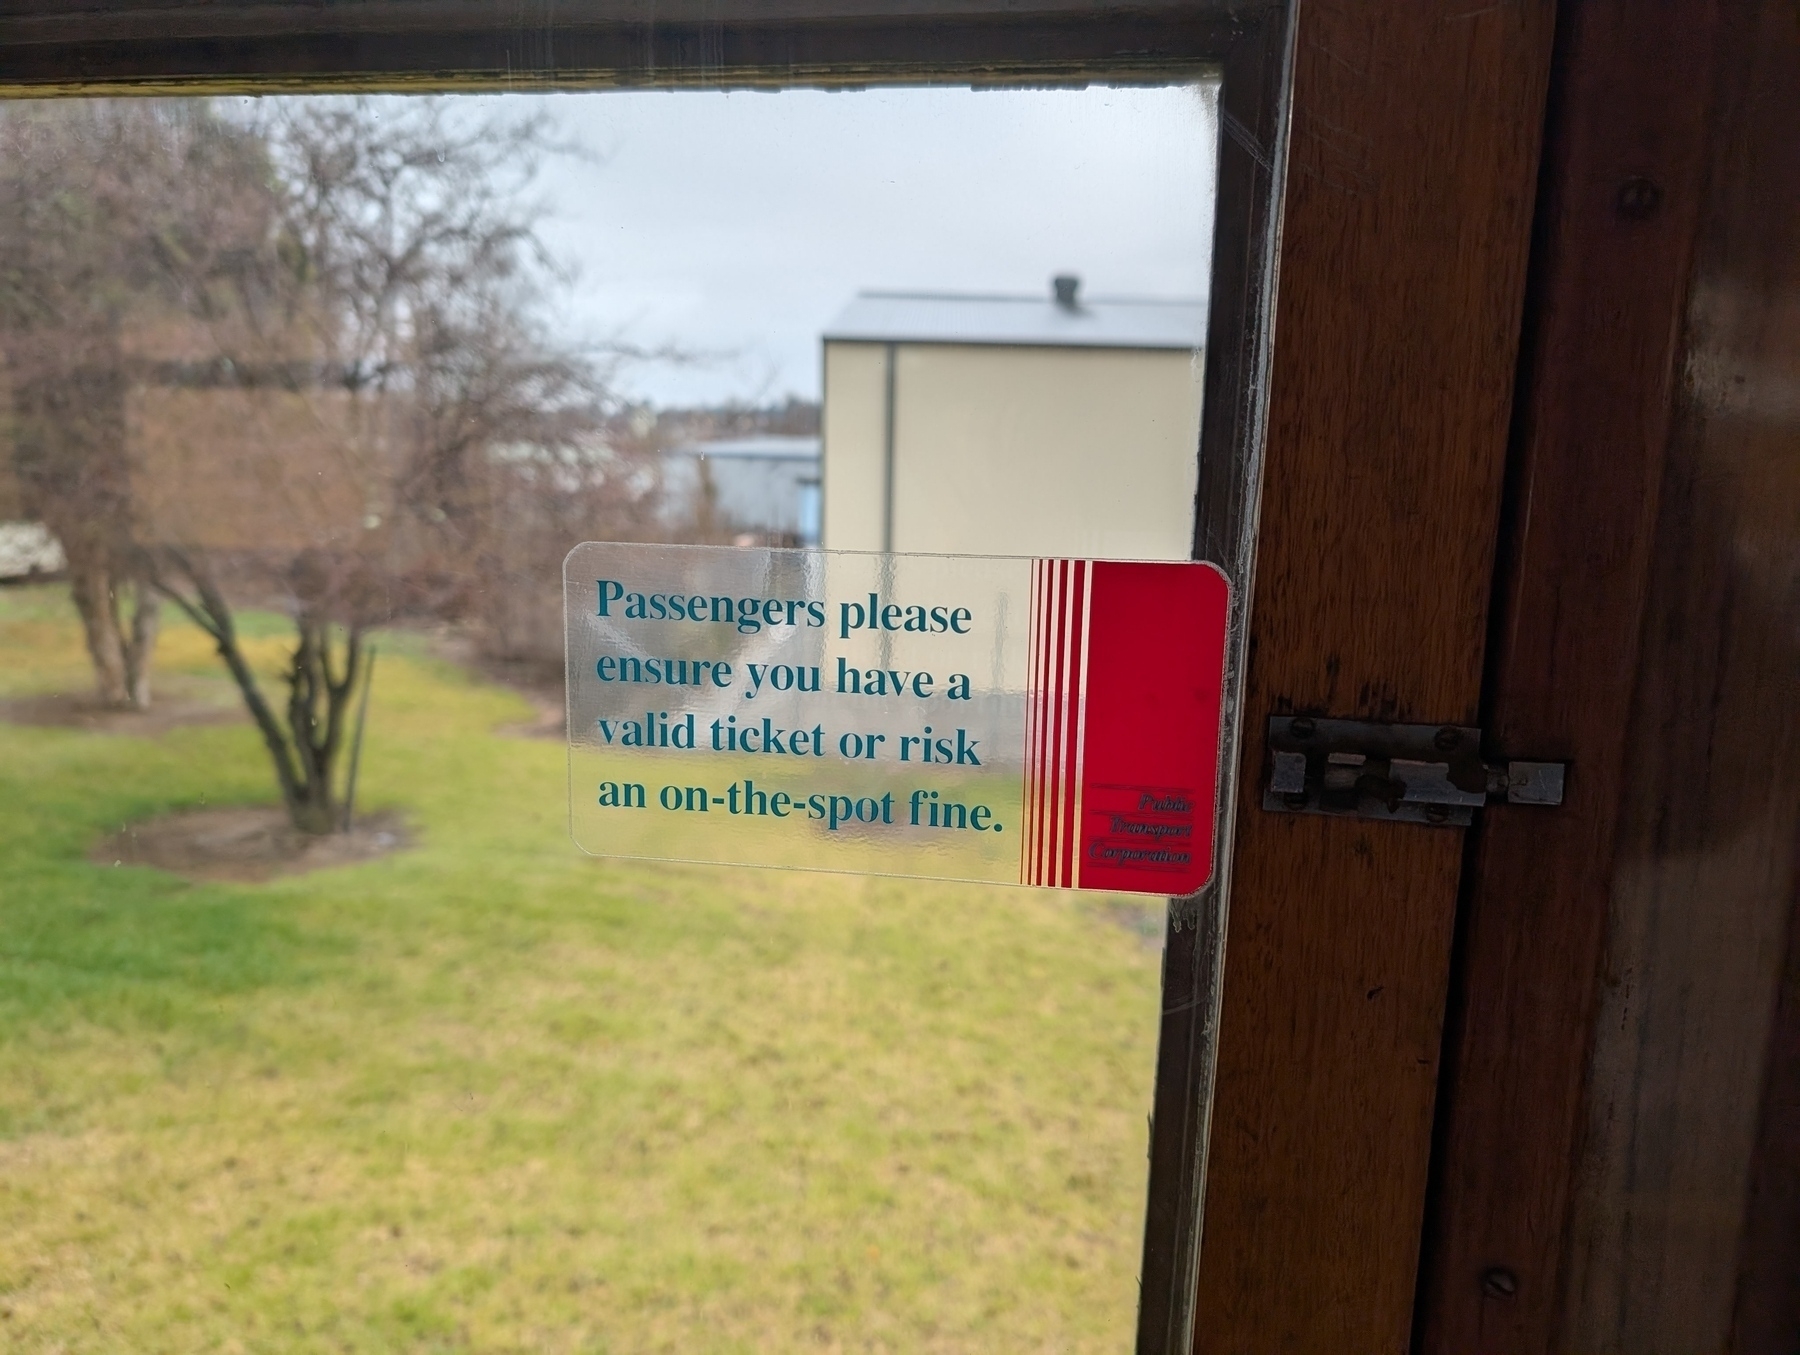 Passengers please
ensure you have a
valid ticket or risk
an on-the-spot fine.
Public
Transport
Corporation